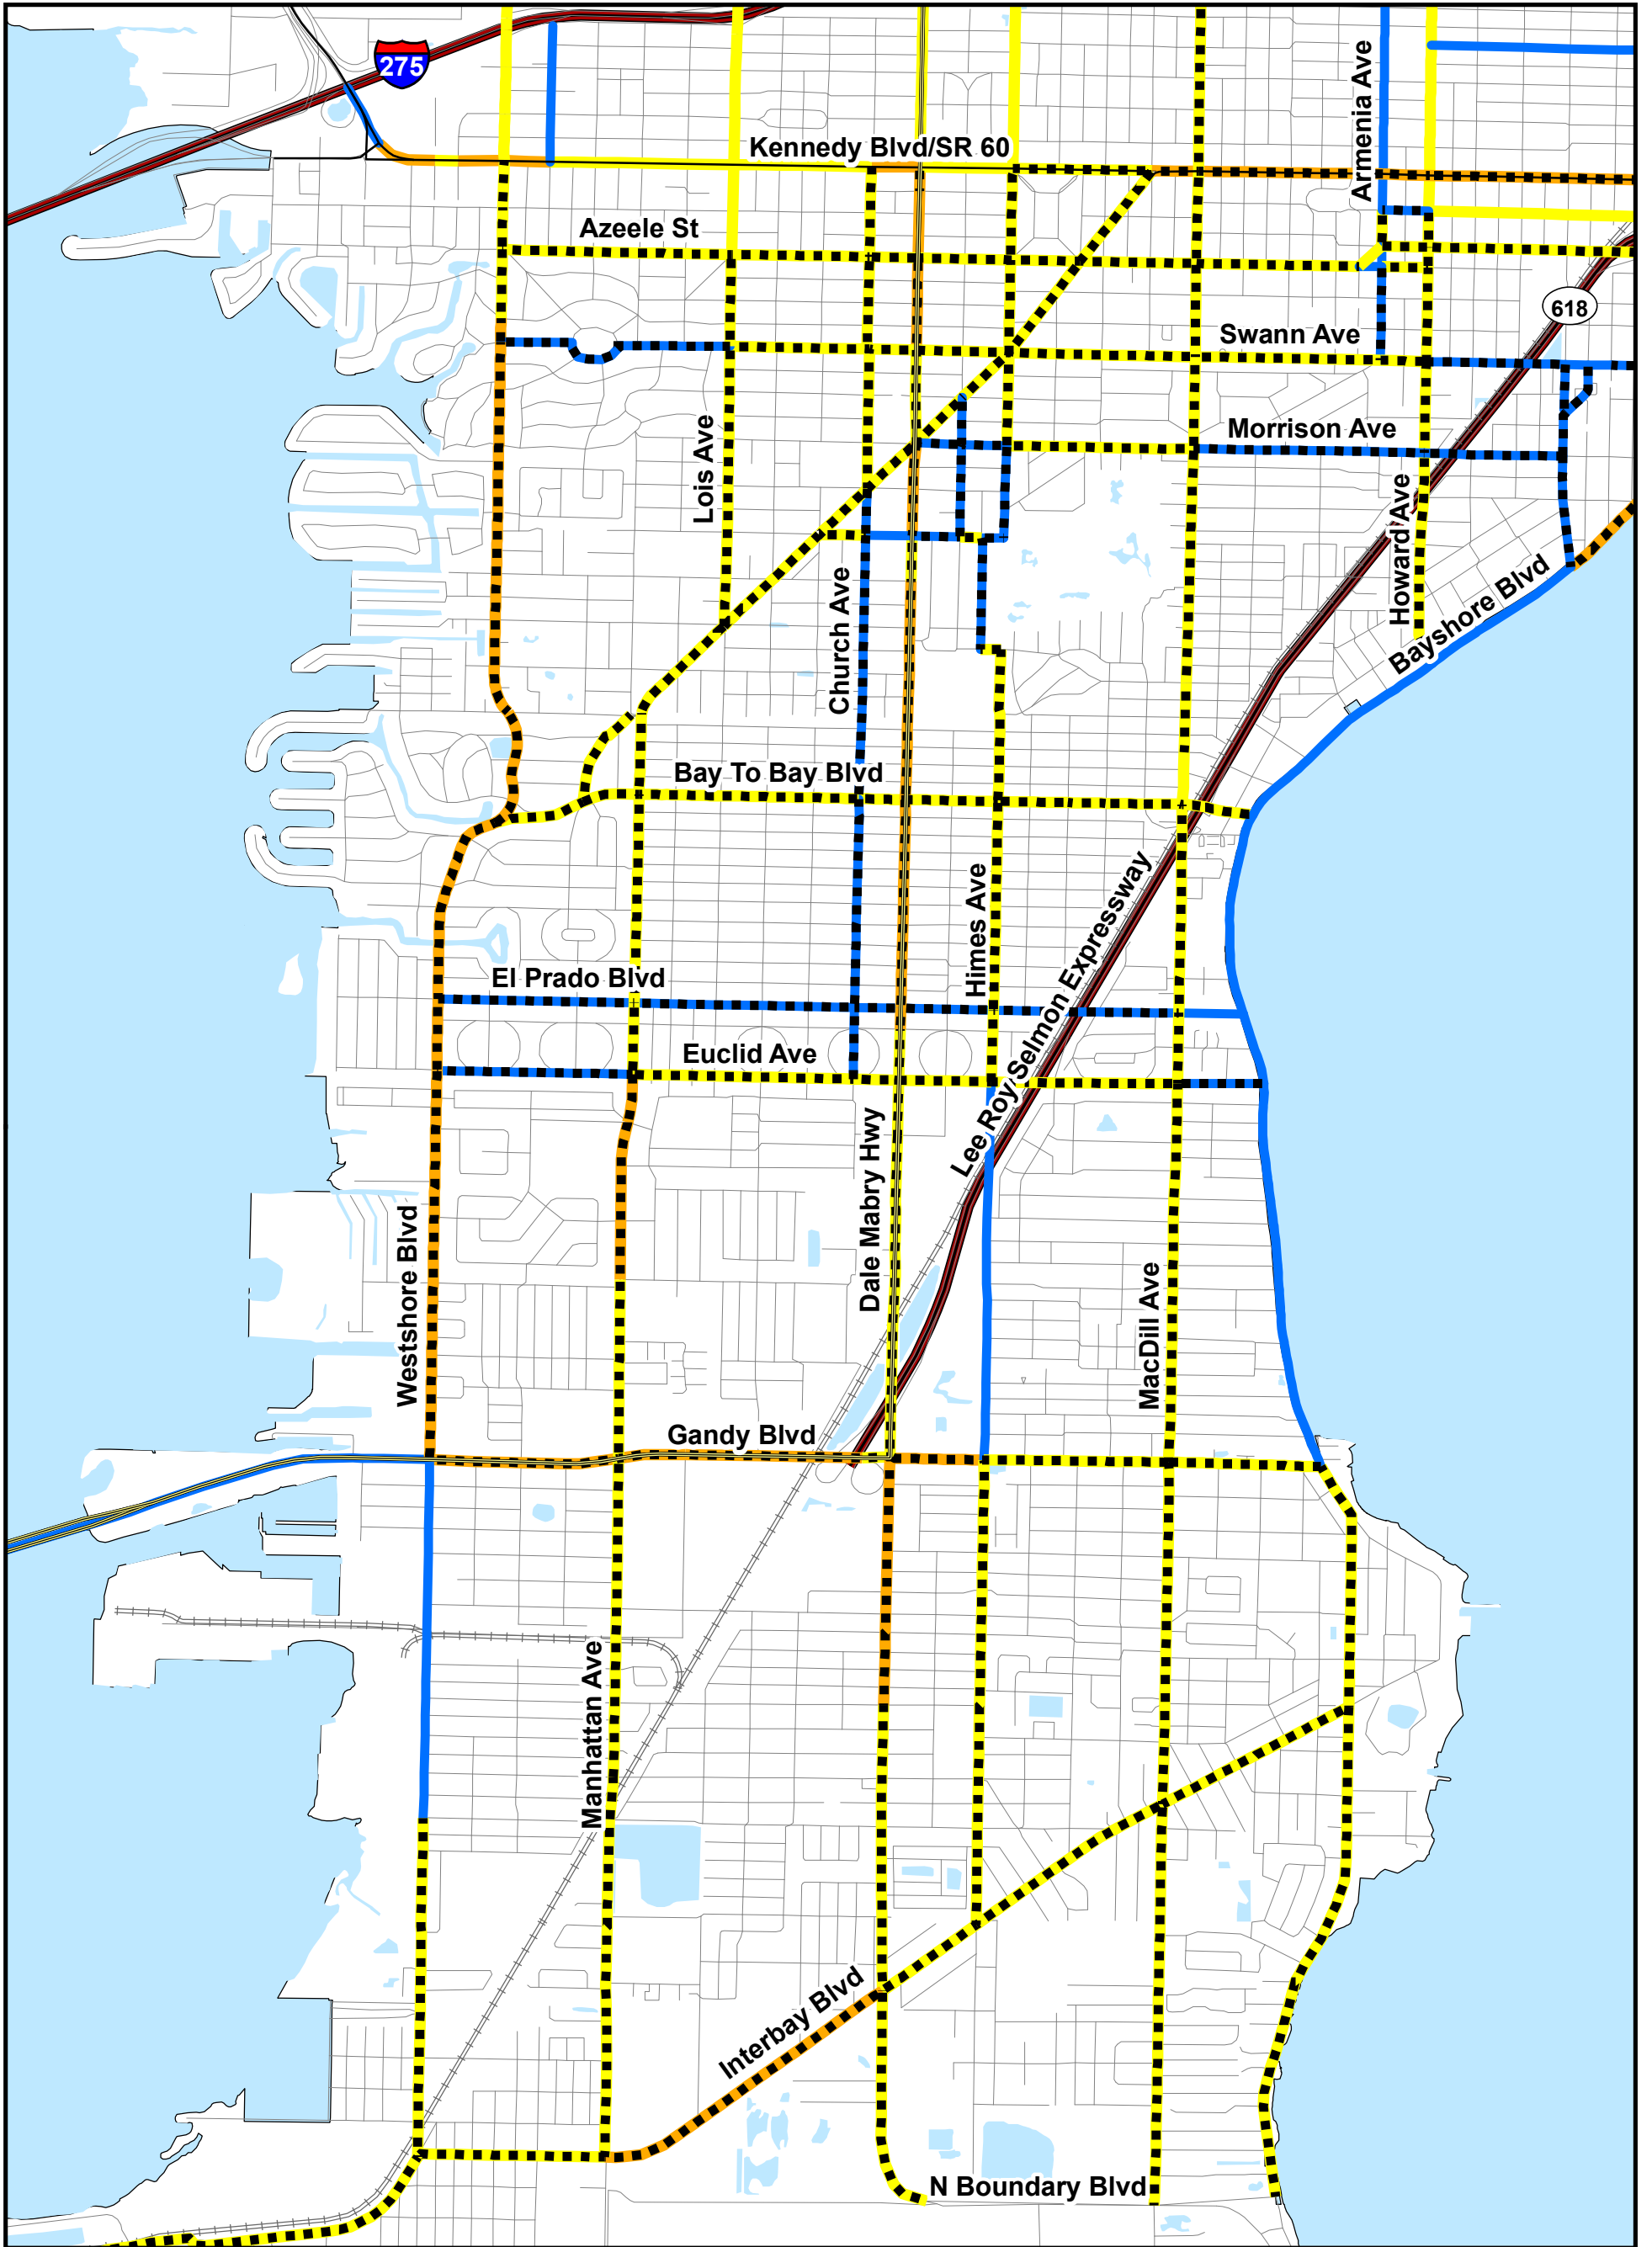 275
Armenia Ave
Kennedy Blvd/SR 60
Azeele St
618
Swann Ave
Lois Ave
Morrison Ave
Howard Ave
Church Ave
Bayshore Blvd
Bay To Bay Blvd
Himes Ave
Lee Roy Selmon Expressway
El Prado Blvd
Euclid Ave
Dale Mabry Hwy
Westshore Blvd
MacDill Ave
Gandy Blvd
Manhattan Ave
Interbay Blvd
N Boundary Blvd